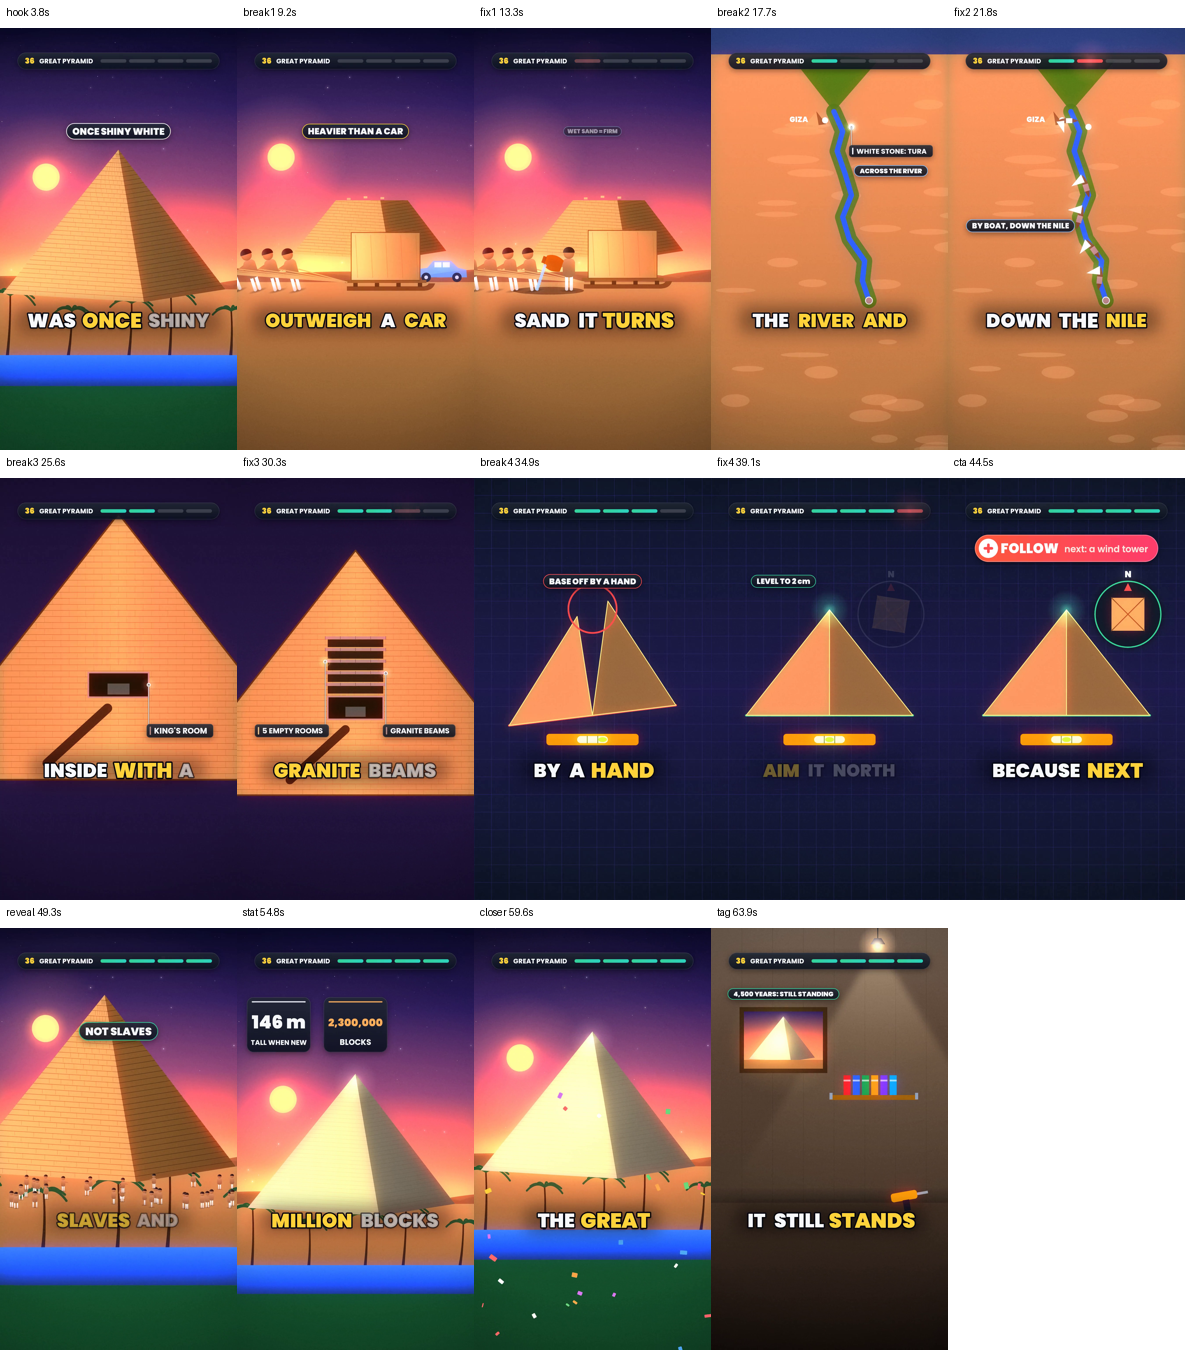 hook 3.8s
36 GREAT PYRAMID
ONCE SHINY WHITE
WAS ONCE SHINY
break1 9.2s
36 GREAT PYRAMID
HEAVIER THAN A CAR
OUTWEIGH A CAR
fix1 13.3s
36 GREAT PYRAMID
WET SAND = FIRM
SAND IT TURNS
break2 17.7s
36 GREAT PYRAMID
GIZA
WHITE STONE: TURA
ACROSS THE RIVER
THE RIVER AND
fix2 21.8s
36 GREAT PYRAMID
GIZA
BY BOAT, DOWN THE NILE
DOWN THE NILE
break3 25.6s
36 GREAT PYRAMID
KING'S ROOM
INSIDE WITH A
fix3 30.3s
36 GREAT PYRAMID
5 EMPTY ROOMS
GRANITE BEAMS
GRANITE BEAMS
break4 34.9s
36 GREAT PYRAMID
BASE OFF BY A HAND
BY A HAND
fix4 39.1s
36 GREAT PYRAMID
N
LEVEL TO 2 cm
AIM IT NORTH
cta 44.5s
36 GREAT PYRAMID
FOLLOW next: a wind tower
N
BECAUSE NEXT
reveal 49.3s
36 GREAT PYRAMID
NOT SLAVES
SLAVES AND
stat 54.8s
36 GREAT PYRAMID
146 m
TALL WHEN NEW
2,300,000
BLOCKS
MILLION BLOCKS
closer 59.6s
36 GREAT PYRAMID
THE GREAT
tag 63.9s
36 GREAT PYRAMID
4,500 YEARS: STILL STANDING
IT STILL STANDS